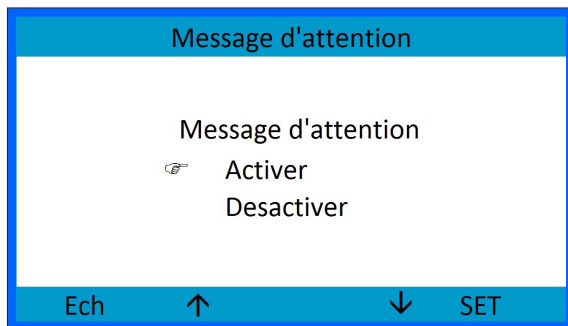 Message d'attention
Message d'attention
☞ Activer
Desactiver
Ech ↑ ↓ SET